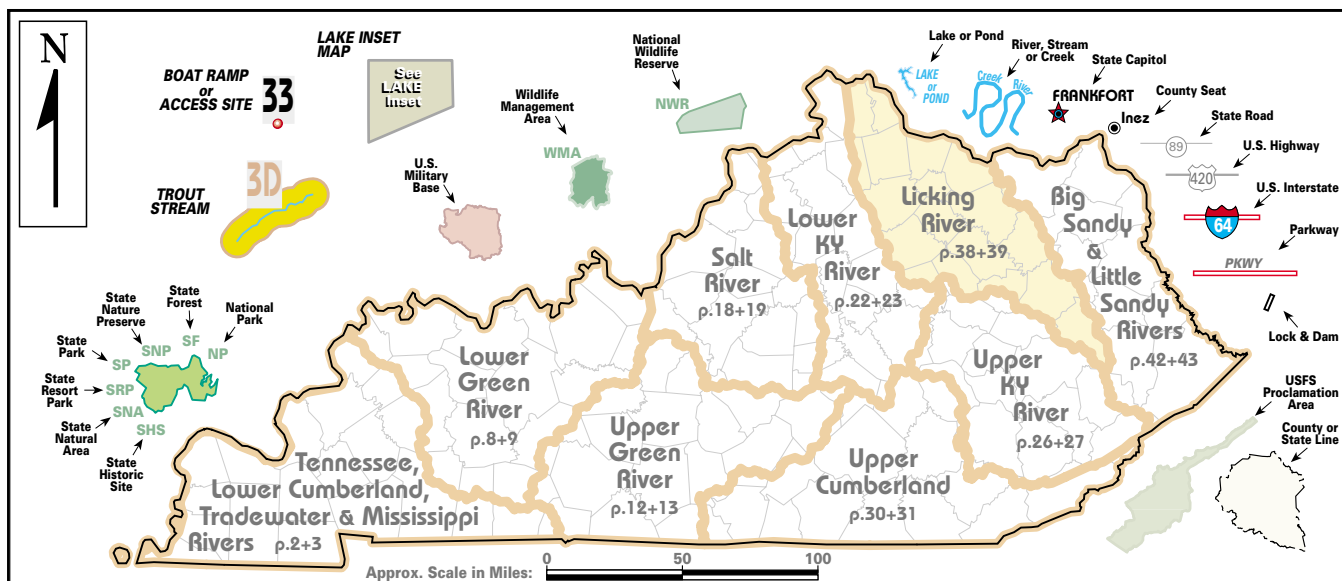 N
BOAT RAMP
or
ACCESS SITE
33
LAKE INSET
MAP
See
LAKE
Inset
TROUT
STREAM
3D
Wildlife
Management
Area
WMA
U.S.
Military
Base
National
Wildlife
Reserve
NWR
Lake or Pond
LAKE
or
POND
River, Stream
or Creek
Creek
River
State Capitol
FRANKFORT
County Seat
Inez
State Road
89
U.S. Highway
420
U.S. Interstate
64
Parkway
PKWY
Lock & Dam
USFS
Proclamation
Area
County or
State Line
State
Forest
State
Nature
Preserve
National
Park
State
Park
State
Resort
Park
State
Natural
Area
State
Historic
Site
SF
SNP
NP
SP
SRP
SNA
SHS
Licking
River
p.38+39
Big
Sandy
&
Little
Sandy
Rivers
p.42+43
Lower
KY
River
p.22+23
Salt
River
p.18+19
Upper
KY
River
p.26+27
Lower
Green
River
p.8+9
Upper
Green
River
p.12+13
Upper
Cumberland
p.30+31
Tennessee,
Lower Cumberland,
Tradewater & Mississippi
Rivers p.2+3
Approx. Scale in Miles:
0 50 100